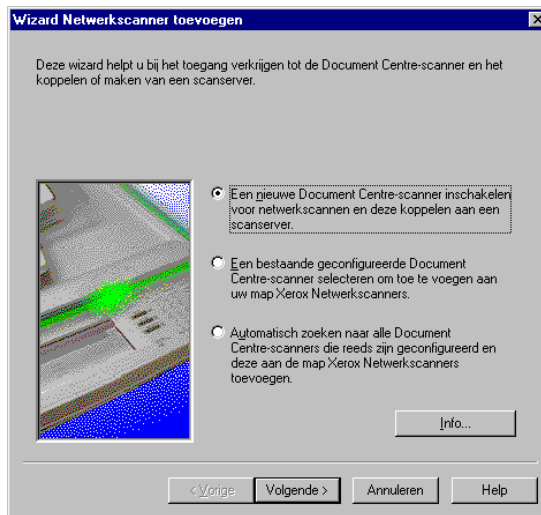 Wizard Netwerkscanner toevoegen
Deze wizard helpt u bij het toegang verkrijgen tot de Document Centre-scanner en het
koppelen of maken van een scanserver.
Een nieuwe Document Centre-scanner inschakelen
voor netwerkscannen en deze koppelen aan een
scanserver.
Een bestaande geconfigureerde Document
Centre-scanner selecteren om toe te voegen aan
uw map Xerox Netwerkscanners.
Automatisch zoeken naar alle Document
Centre-scanners die reeds zijn geconfigureerd en
deze aan de map Xerox Netwerkscanners
toevoegen.
Info...
< Vorige Volgende > Annuleren Help